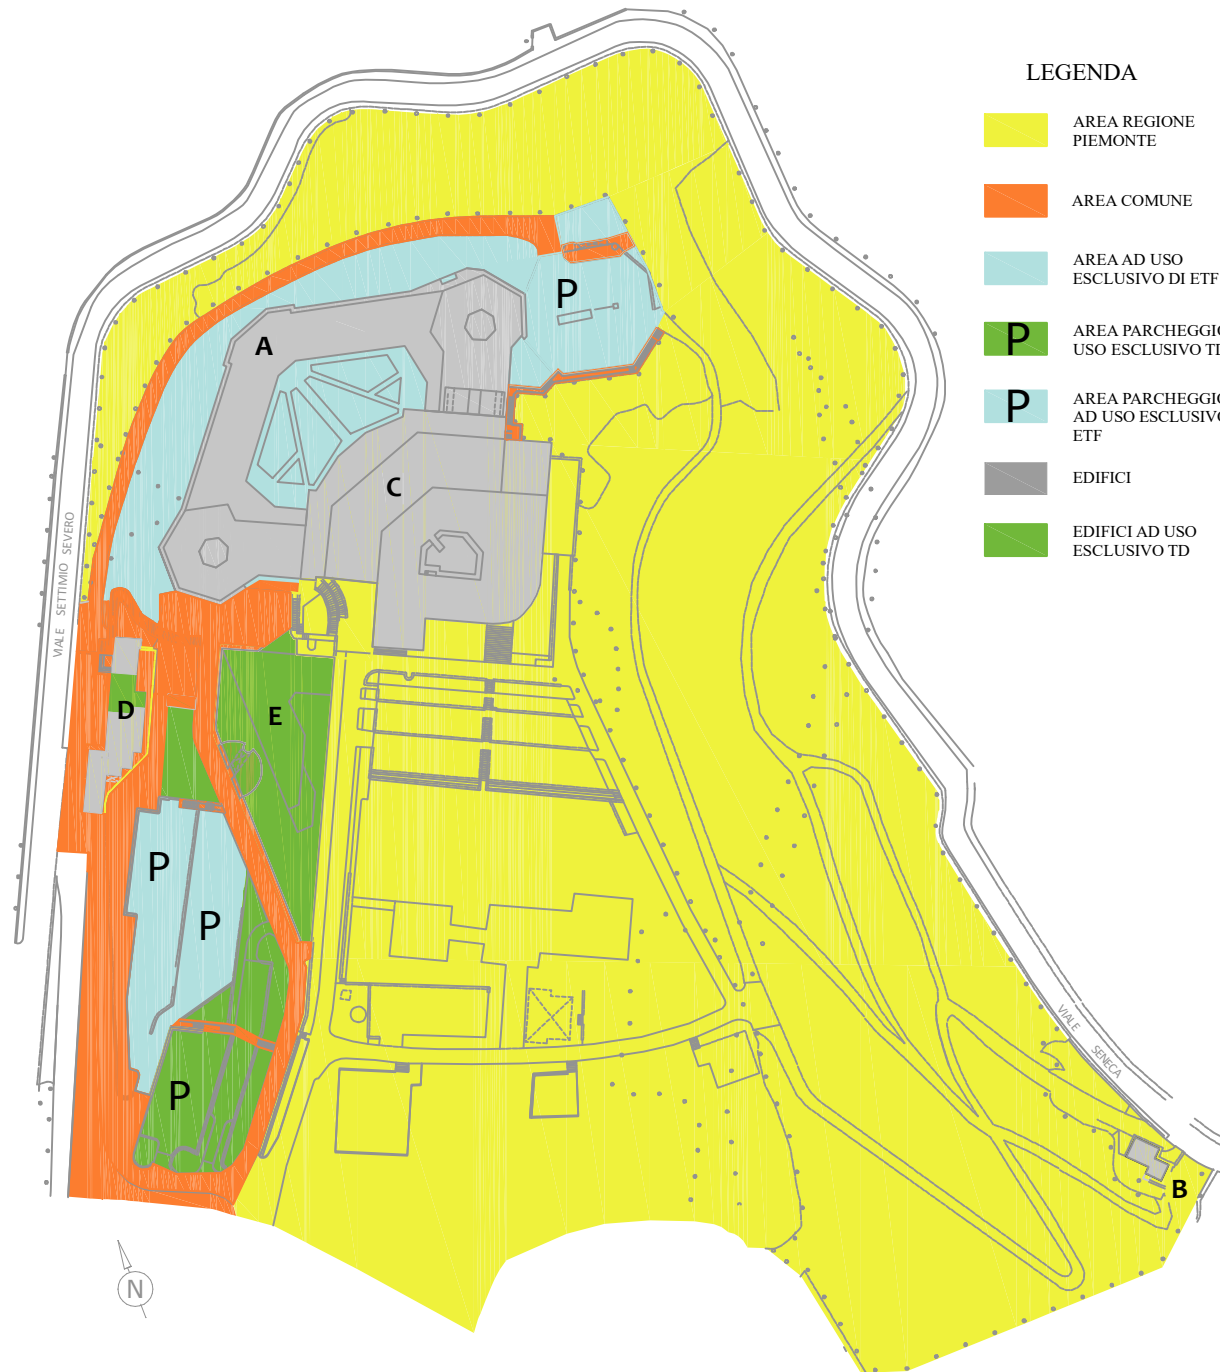 LEGENDA
AREA REGIONE
PIEMONTE
AREA COMUNE
AREA AD USO
ESCLUSIVO DI ETF
P
AREA PARCHEGGIO
USO ESCLUSIVO TD
P
AREA PARCHEGGIO
AD USO ESCLUSIVO
ETF
EDIFICI
EDIFICI AD USO
ESCLUSIVO TD
P
A
C
VIALE SETTIMIO SEVERO
D
E
P
P
P
VIALE SENECA
B
N